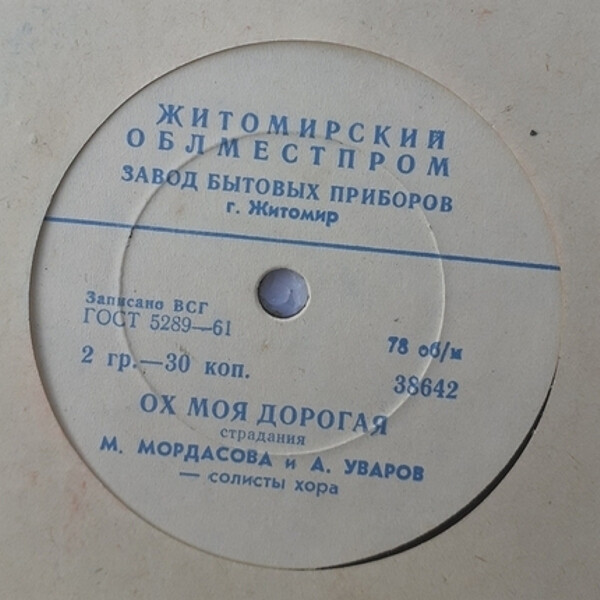 ЖИТОМИРСКИЙ
ОБЛМЕСТПРОМ
ЗАВОД БЫТОВЫХ ПРИБОРОВ
г. Житомир
Записано ВСГ
ГОСТ 5289—61
78 об/м
2 гр.—30 коп.
38642
ОХ МОЯ ДОРОГАЯ
страдания
М. МОРДАСОВА и А. УВАРОВ
— солисты хора